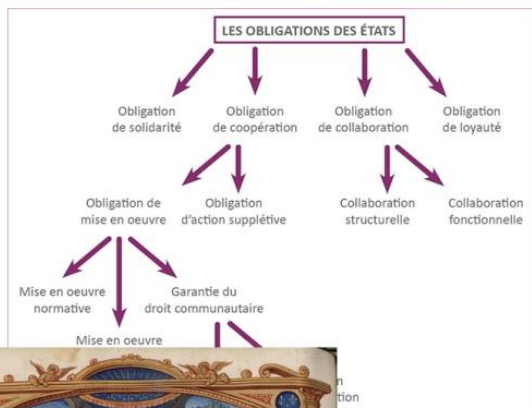 LES OBLIGATIONS DES ÉTATS
Obligation
de solidarité
Obligation
de coopération
Obligation
de collaboration
Obligation
de loyauté
Obligation de
mise en oeuvre
Obligation
d'action supplétive
Collaboration
structurelle
Collaboration
fonctionnelle
Mise en oeuvre
normative
Garantie du
droit communautaire
Mise en oeuvre